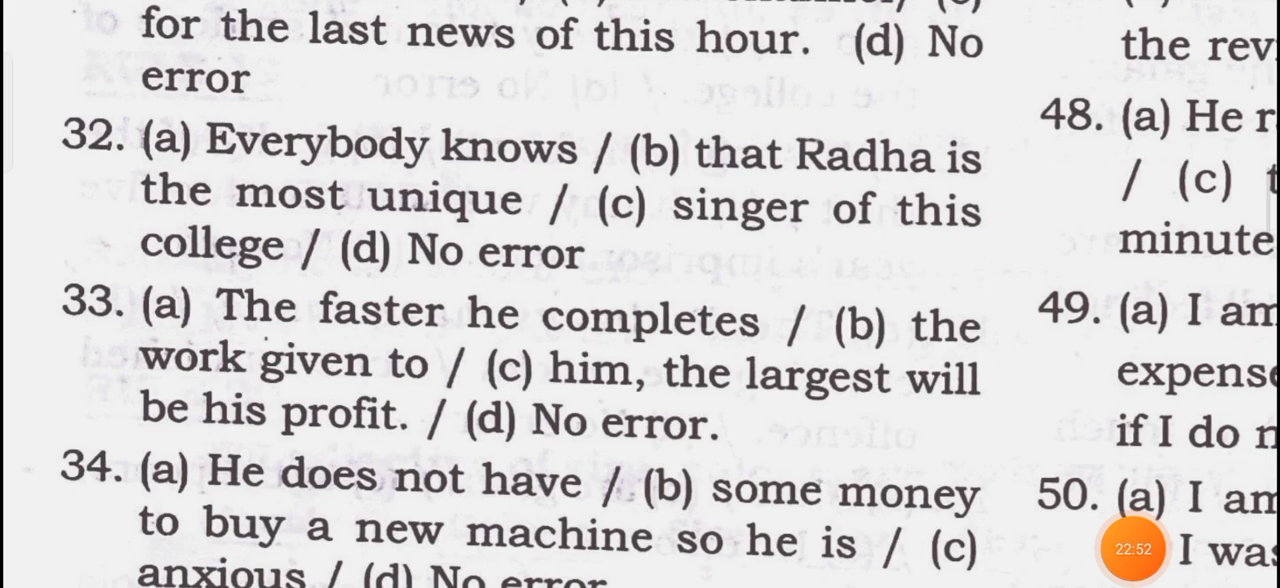 for the last news of this hour. (d) No
error
32. (a) Everybody knows / (b) that Radha is
the most unique / (c) singer of this
college / (d) No error
33. (a) The faster he completes / (b) the
work given to / (c) him, the largest will
be his profit. / (d) No error.
34. (a) He does not have / (b) some money
to buy a new machine so he is / (c)
anxious / (d) No error
the rev
48. (a) He r
/ (c) t
minute
49. (a) I am
expense
if I do n
50. (a) I am
I was
22:52